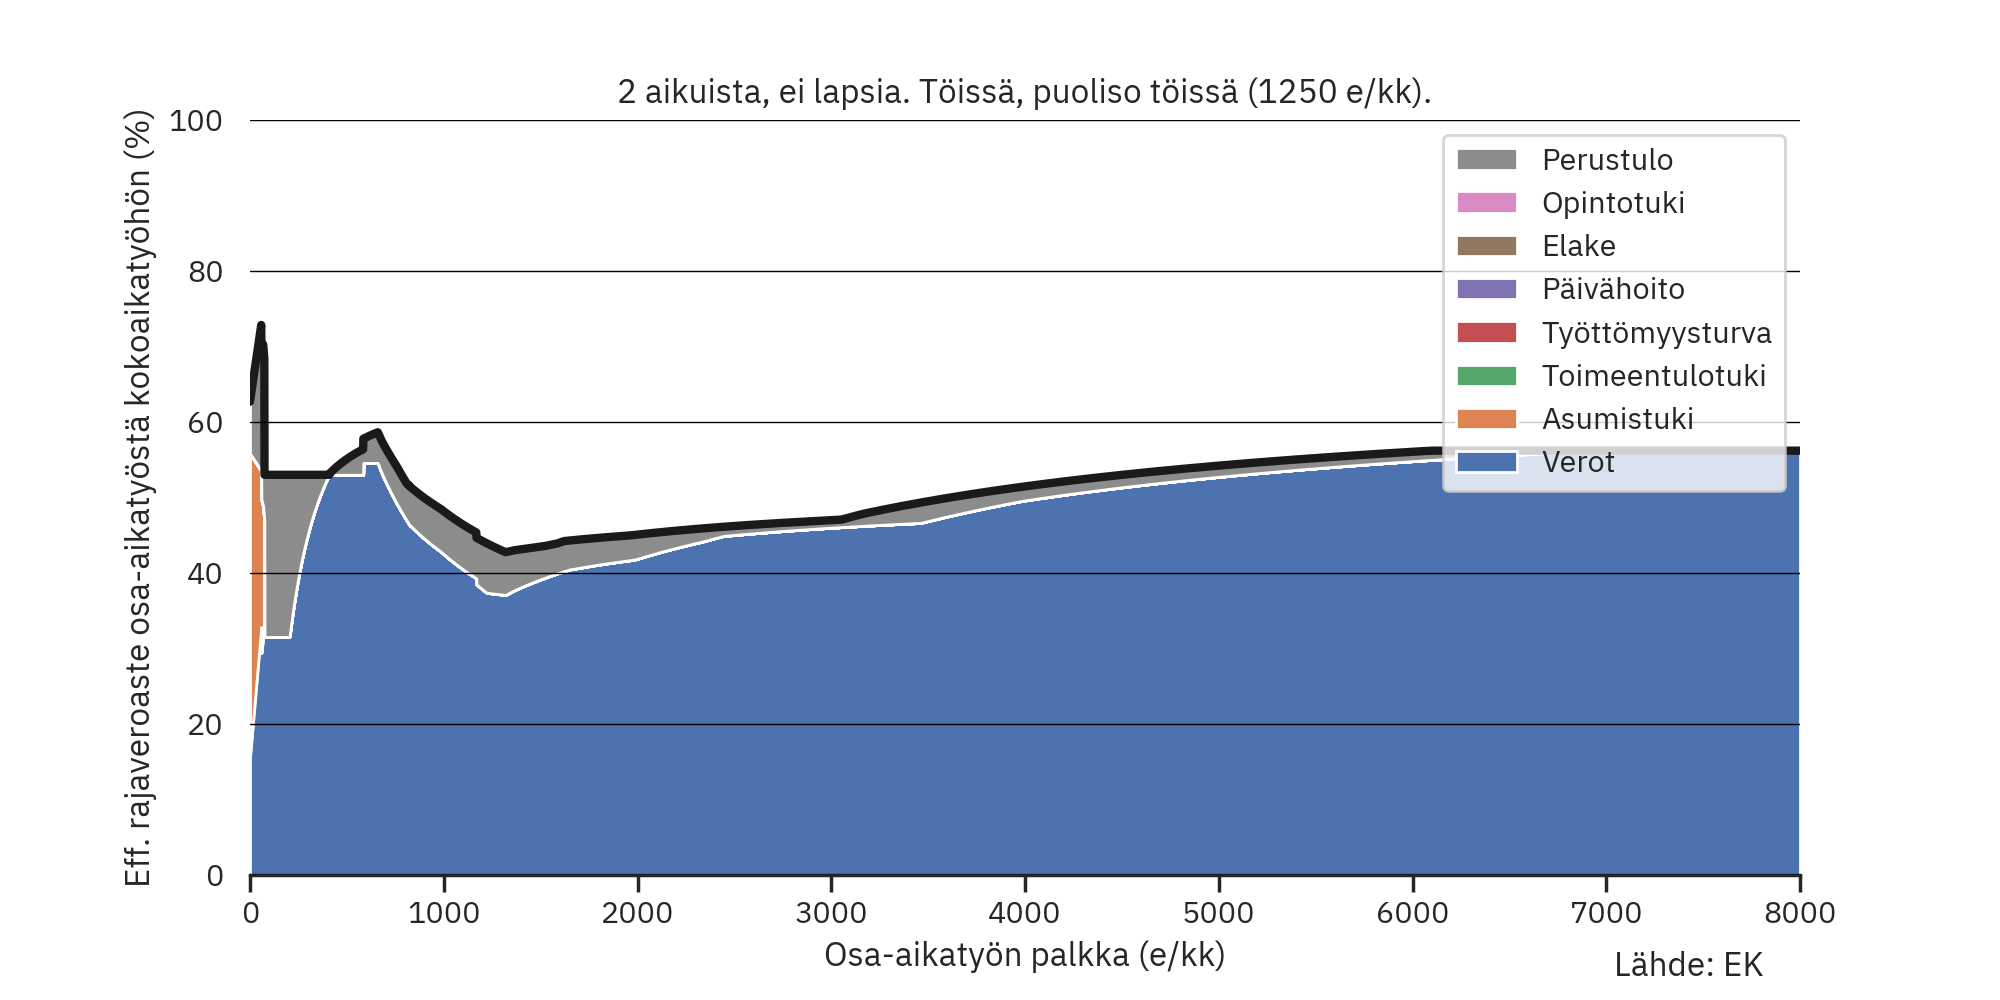 2 aikuista, ei lapsia. Töissä, puoliso töissä (1250 e/kk).
Eff. rajaveroaste osa-aikatyöstä kokoaikatyöhön (%)
100
80
60
40
20
0
Perustulo
Opintotuki
Elake
Päivähoito
Työttömyysturva
Toimeentulotuki
Asumistuki
Verot
0 1000 2000 3000 4000 5000 6000 7000 8000
Osa-aikatyön palkka (e/kk)
Lähde: EK